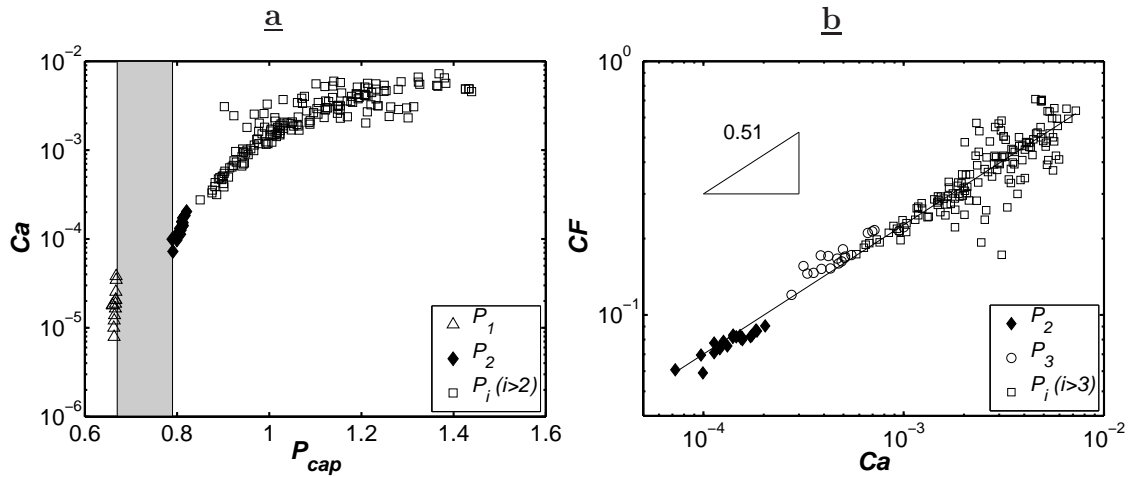 a
10⁻²
10⁻³
10⁻⁴
10⁻⁵
10⁻⁶
Ca
0.6 0.8 1 1.2 1.4 1.6
P_cap
P_1
P_2
P_i (i>2)
b
10⁰
10⁻¹
CF
0.51
10⁻⁴ 10⁻³ 10⁻²
Ca
P_2
P_3
P_i (i>3)